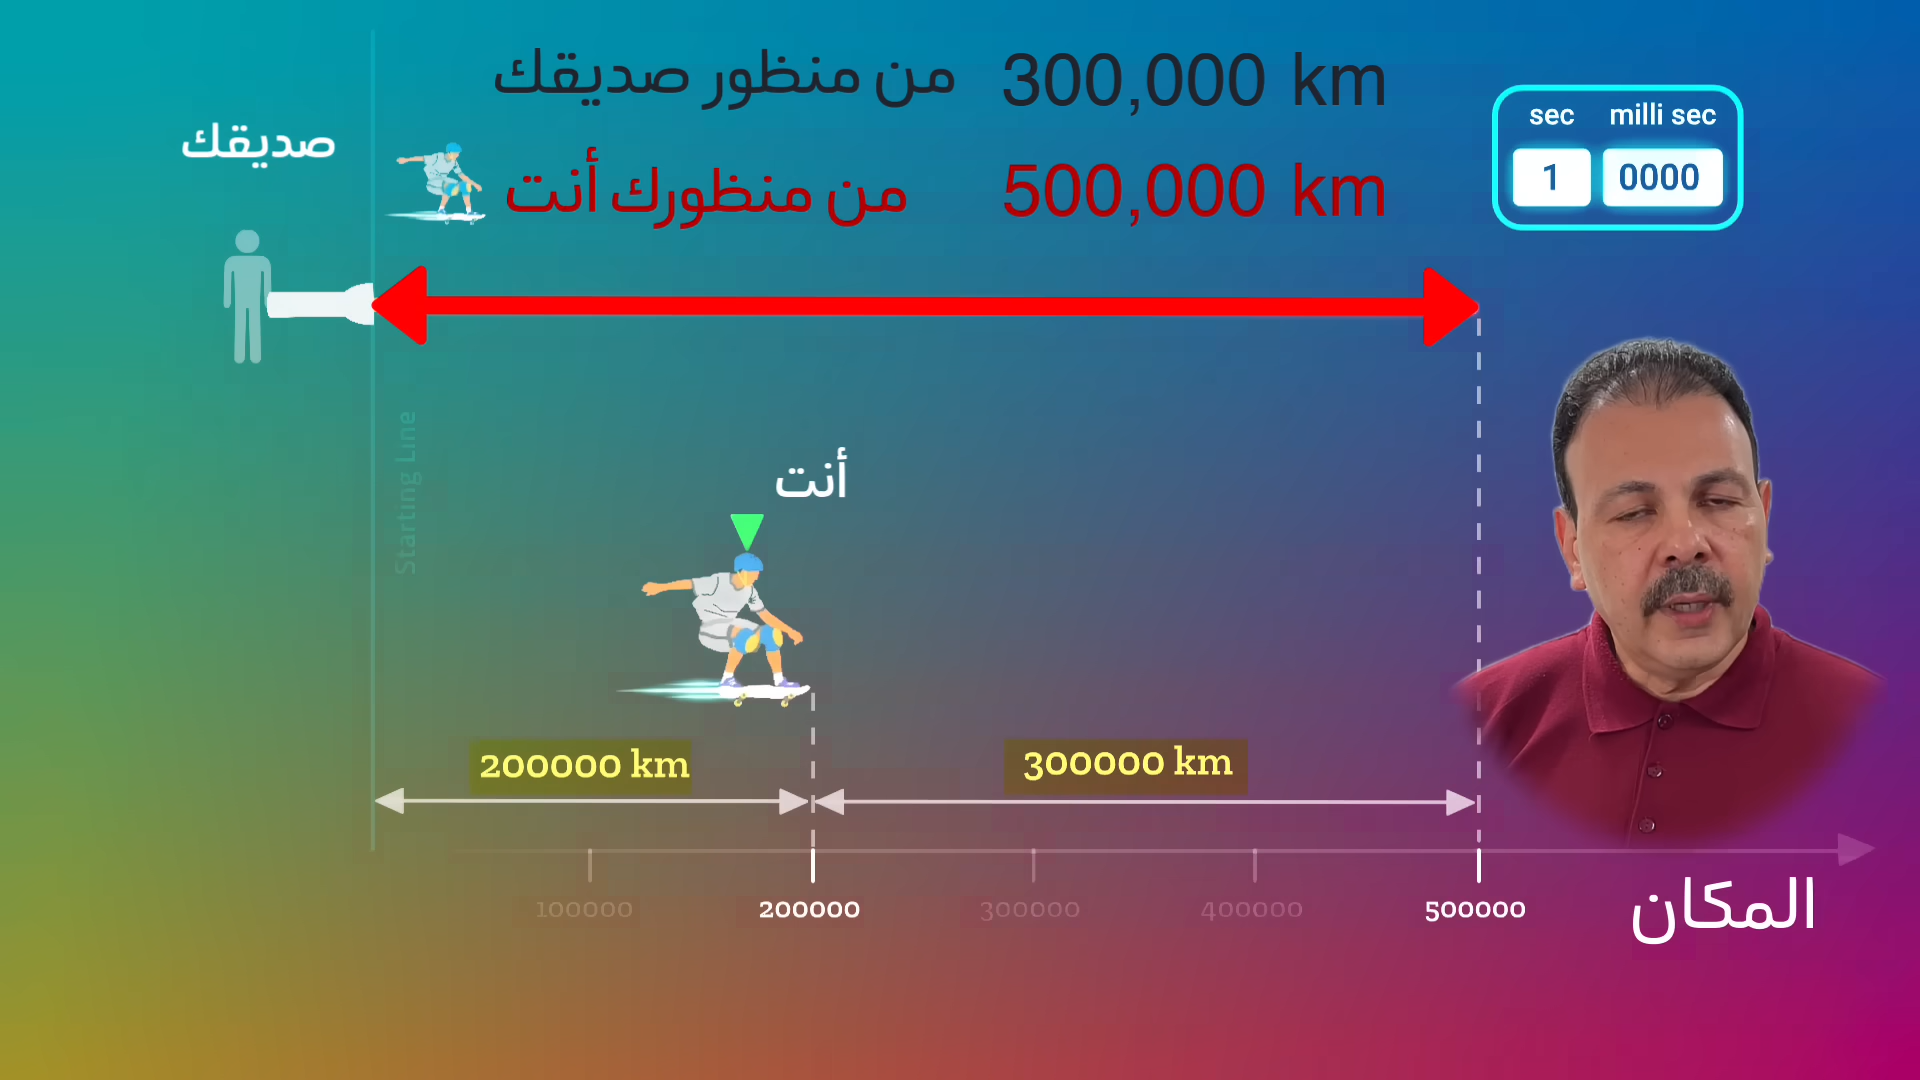 من منظور صديقك 300,000 km
من منظورك أنت 500,000 km
sec milli sec
1 0000
صديقك
Starting Line
أنت
200000 km
300000 km
100000 200000 300000 400000 500000
المكان